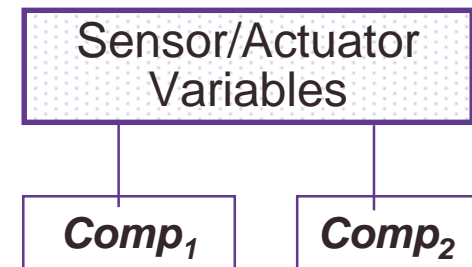 Sensor/Actuator
Variables
Comp₁ Comp₂